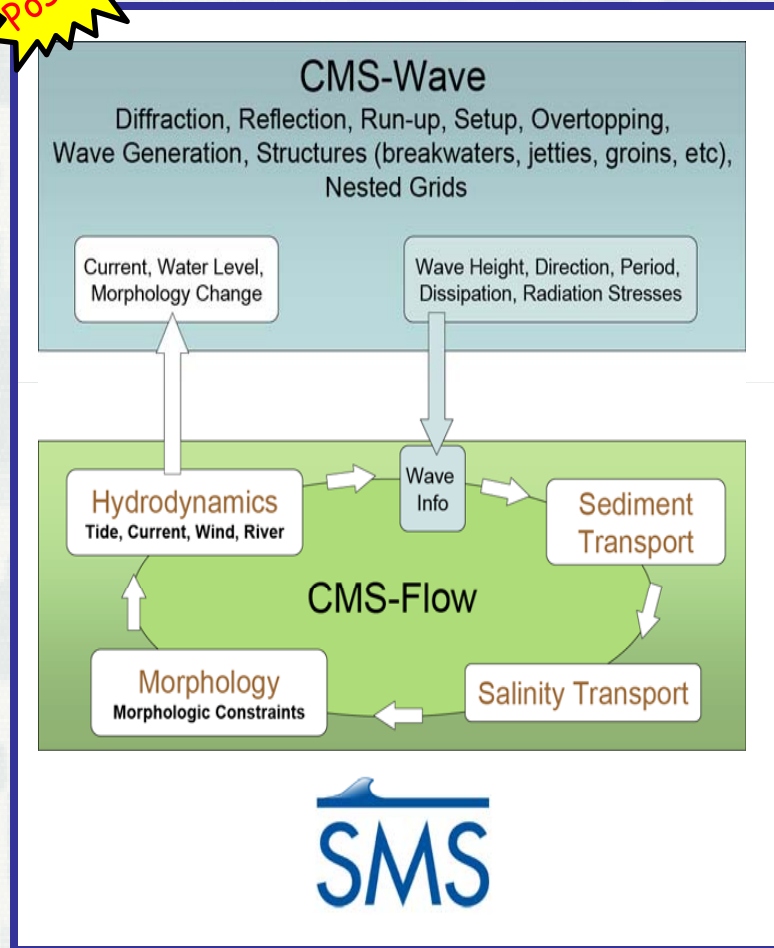 CMS-Wave
Diffraction, Reflection, Run-up, Setup, Overtopping,
Wave Generation, Structures (breakwaters, jetties, groins, etc),
Nested Grids
Current, Water Level,
Morphology Change
Wave Height, Direction, Period,
Dissipation, Radiation Stresses
Wave
Info
Hydrodynamics
Tide, Current, Wind, River
Sediment
Transport
CMS-Flow
Morphology
Morphologic Constraints
Salinity Transport
SMS